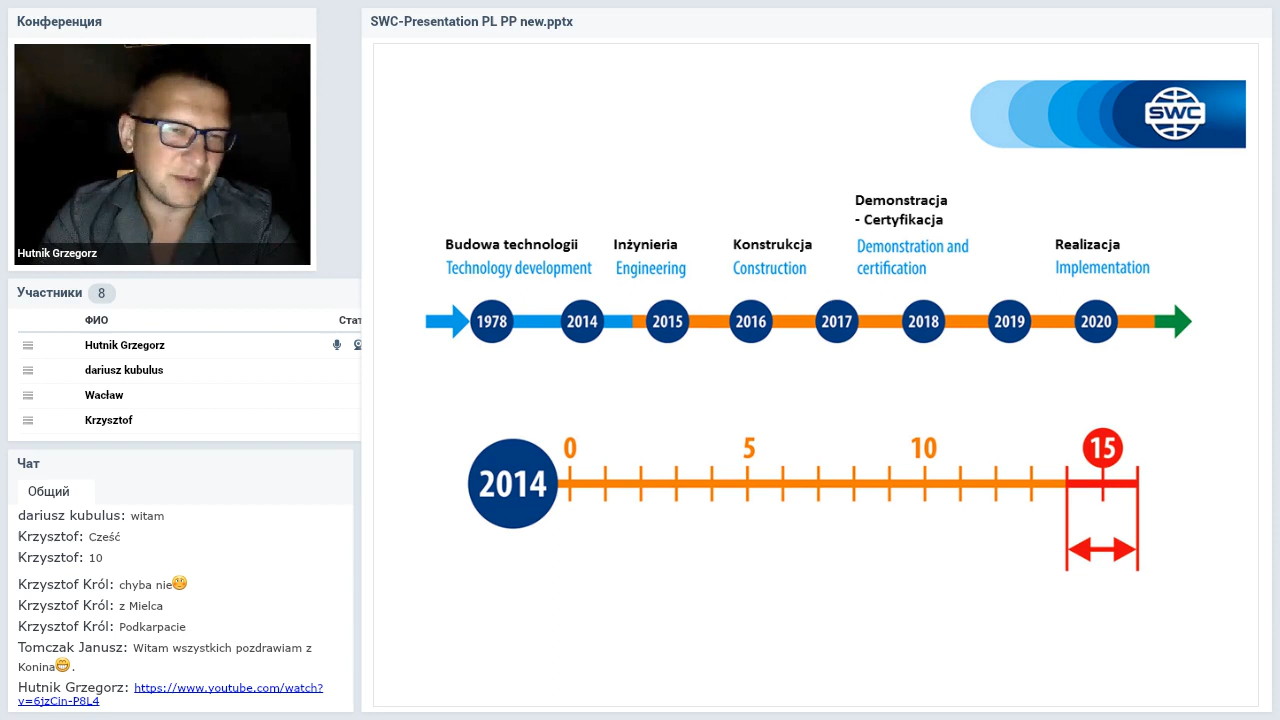 Конференция
Hutnik Grzegorz
Участники 8
ФИО Стат
Hutnik Grzegorz
dariusz kubulus
Wacław
Krzysztof
Чат
Общий
dariusz kubulus: witam
Krzysztof: Cześć
Krzysztof: 10
Krzysztof Król: chyba nie
Krzysztof Król: z Mielca
Krzysztof Król: Podkarpacie
Tomczak Janusz: Witam wszystkich pozdrawiam z
Konina .
Hutnik Grzegorz: https://www.youtube.com/watch?
v=6jzCin-P8L4
SWC-Presentation PL PP new.pptx
SWC
Budowa technologii
Technology development
Inżynieria
Engineering
Konstrukcja
Construction
Demonstracja
- Certyfikacja
Demonstration and
certification
Realizacja
Implementation
1978 2014 2015 2016 2017 2018 2019 2020
0 5 10 15
2014